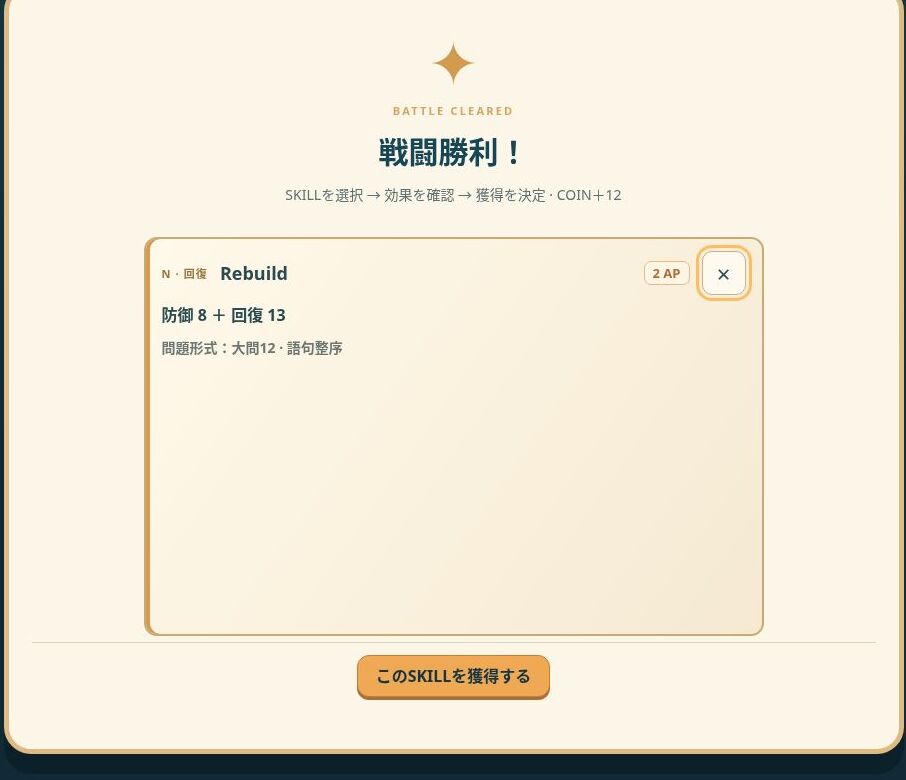 BATTLE CLEARED
戦闘勝利！
SKILLを選択 → 効果を確認 → 獲得を決定 · COIN＋12
N · 回復 Rebuild 2 AP ×
防御 8 ＋ 回復 13
問題形式：大問12 · 語句整序
このSKILLを獲得する